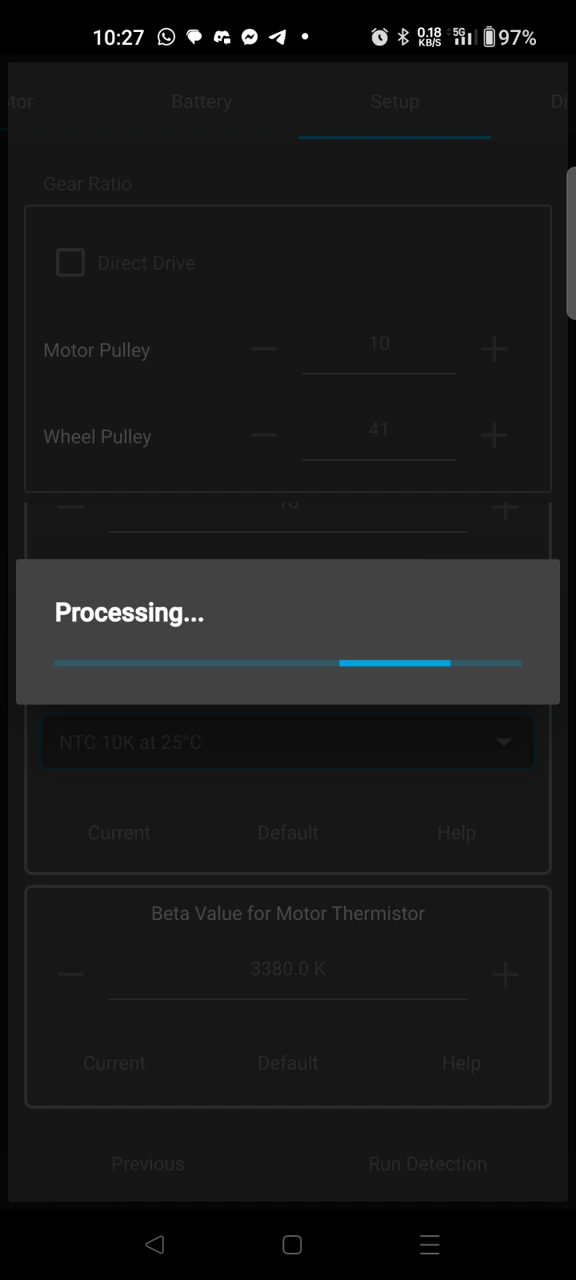 10:27 0.18 KB/S 5G 97%
tor Battery Setup Di
Gear Ratio
Direct Drive
Motor Pulley 10
Wheel Pulley 41
Processing...
NTC 10K at 25°C
Current Default Help
Beta Value for Motor Thermistor
3380.0 K
Current Default Help
Previous Run Detection